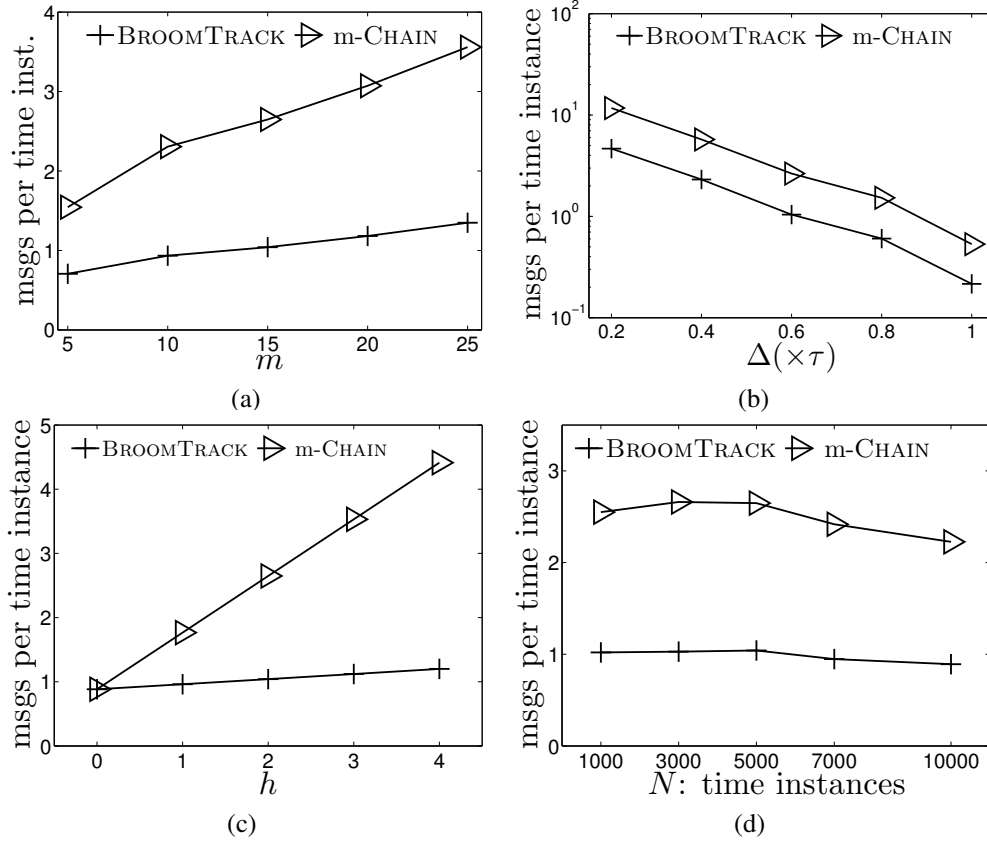 BROOMTRACK m-CHAIN
msgs per time inst.
4
3
2
1
0
5 10 15 20 25
m
(a)
BROOMTRACK m-CHAIN
msgs per time instance
10^2
10^1
10^0
10^-1
0.2 0.4 0.6 0.8 1
Δ(×τ)
(b)
BROOMTRACK m-CHAIN
msgs per time instance
5
4
3
2
1
0
0 1 2 3 4
h
(c)
BROOMTRACK m-CHAIN
msgs per time instance
3
2
1
0
1000 3000 5000 7000 10000
N: time instances
(d)